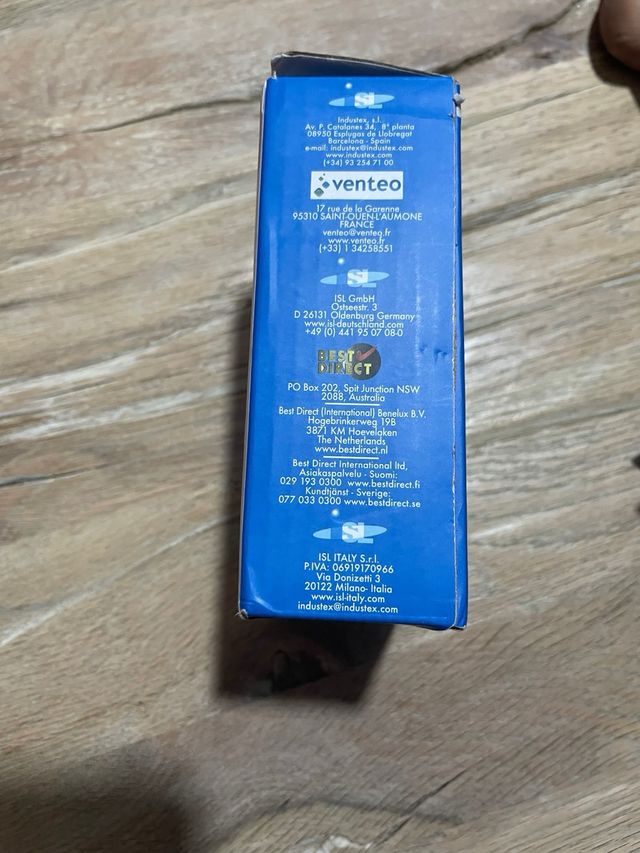 ISL
Industex, s.l.
Av. P. Catalanes 34, 8ª planta
08950 Esplugas de Llobregat
Barcelona - Spain
e-mail: industex@industex.com
www.industex.com
(+34) 93 254 71 00
venteo
17 rue de la Garenne
95310 SAINT-OUEN-L'AUMONE
FRANCE
venteo@venteo.fr
www.venteo.fr
(+33) 1 34258551
ISL
ISL GmbH
Ostseestr. 3
D 26131 Oldenburg Germany
www.isl-deutschland.com
+49 (0) 441 95 07 08-0
BEST
DIRECT
PO Box 202, Spit Junction NSW
2088, Australia
Best Direct (International) Benelux B.V.
Hogebrinkerweg 19B
3871 KM Hoevelaken
The Netherlands
www.bestdirect.nl
Best Direct International ltd,
Asiakaspalvelu - Suomi:
029 193 0300 www.bestdirect.fi
Kundtjänst - Sverige:
077 033 0300 www.bestdirect.se
ISL
ISL ITALY S.r.l.
P.IVA: 06919170966
Via Donizetti 3
20122 Milano- Italia
www.isl-italy.com
industex@industex.com